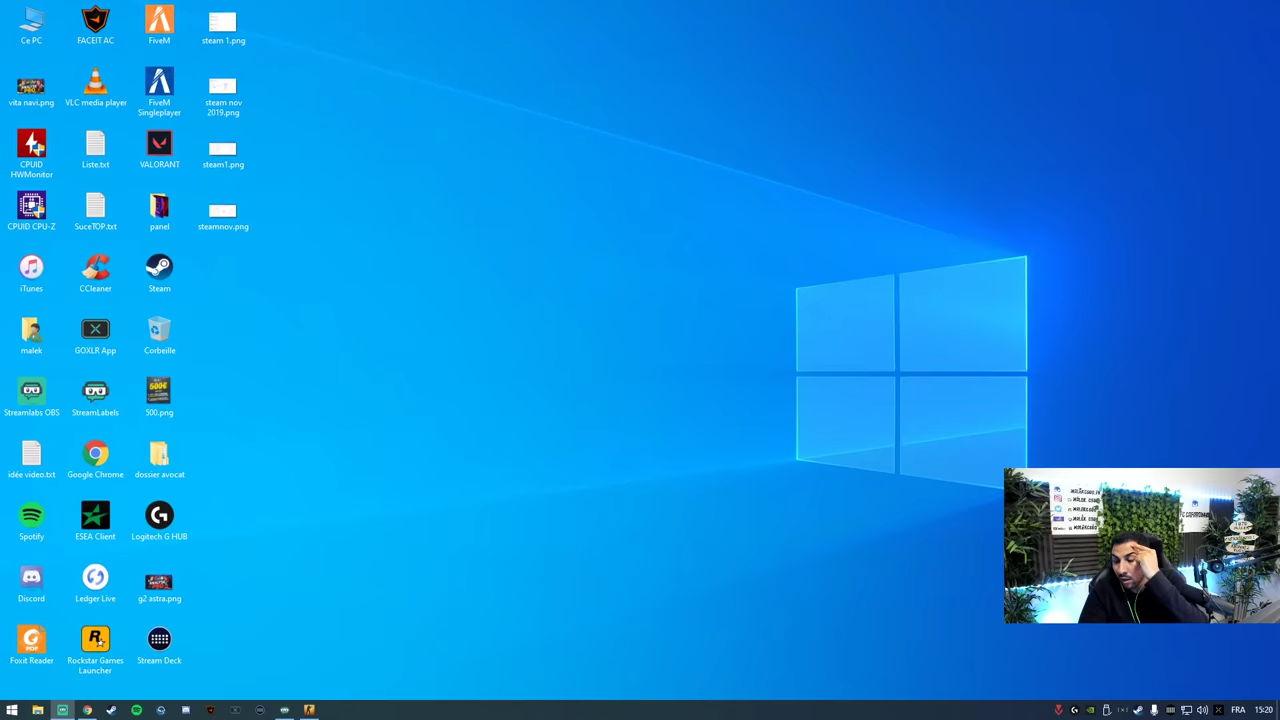 Ce PC
FACEIT AC
FiveM
steam 1.png
vita navi.png
VLC media player
FiveM
Singleplayer
steam nov
2019.png
CPUID
HWMonitor
Liste.txt
VALORANT
steam1.png
CPUID CPU-Z
SuceTOP.txt
panel
steamnov.png
iTunes
CCleaner
Steam
malek
GOXLR App
Corbeille
Streamlabs OBS
StreamLabels
500€
500.png
idée video.txt
Google Chrome
dossier avocat
Spotify
ESEA Client
Logitech G HUB
Discord
Ledger Live
g2 astra.png
Foxit Reader
Rockstar Games
Launcher
Stream Deck
FRA
15:20